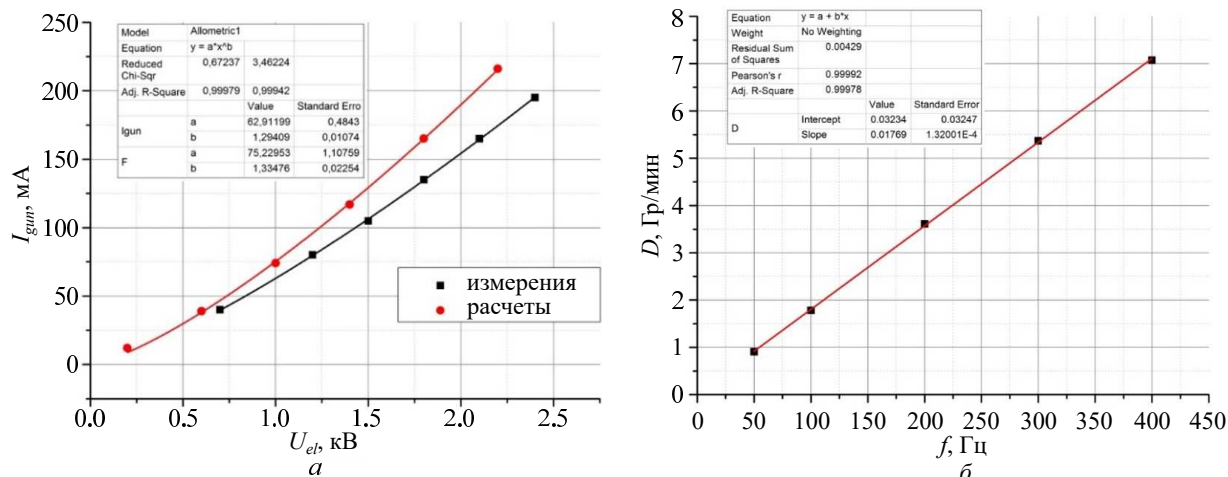 250
200
150
100
50
0
I_gun, мА
Model Allometric1
Equation y = a*x^b
Reduced Chi-Sqr 0,67237 3,46224
Adj. R-Square 0,99979 0,99942
Value Standard Erro
Igun a 62,91199 0,4843
b 1,29409 0,01074
F a 75,22953 1,10759
b 1,33476 0,02254
измерения
расчеты
0.0 0.5 1.0 1.5 2.0 2.5
U_el, кВ
а
8
7
6
5
4
3
2
1
0
D, Гр/мин
Equation y = a + b*x
Weight No Weighting
Residual Sum of Squares 0.00429
Pearson's r 0.99992
Adj. R-Square 0.99978
Value Standard Error
D Intercept 0.03234 0.03247
Slope 0.01769 1.32001E-4
0 50 100 150 200 250 300 350 400 450
f, Гц
б